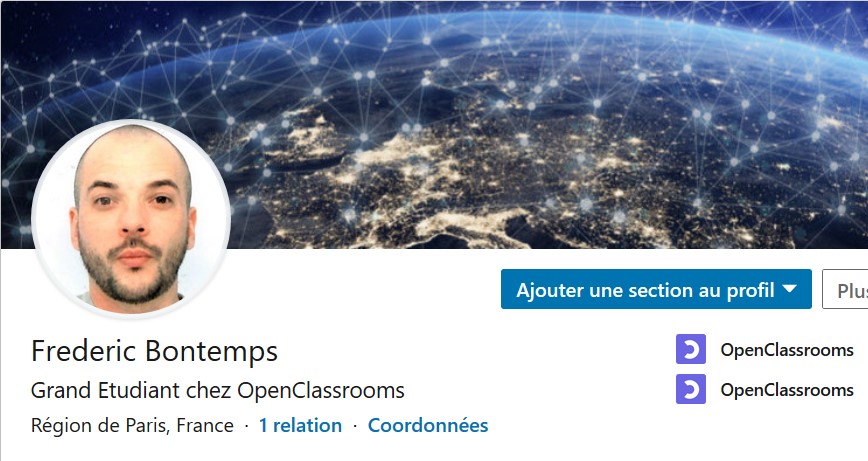 Ajouter une section au profil
Plus
Frederic Bontemps
OpenClassrooms
Grand Etudiant chez OpenClassrooms
OpenClassrooms
Région de Paris, France · 1 relation · Coordonnées